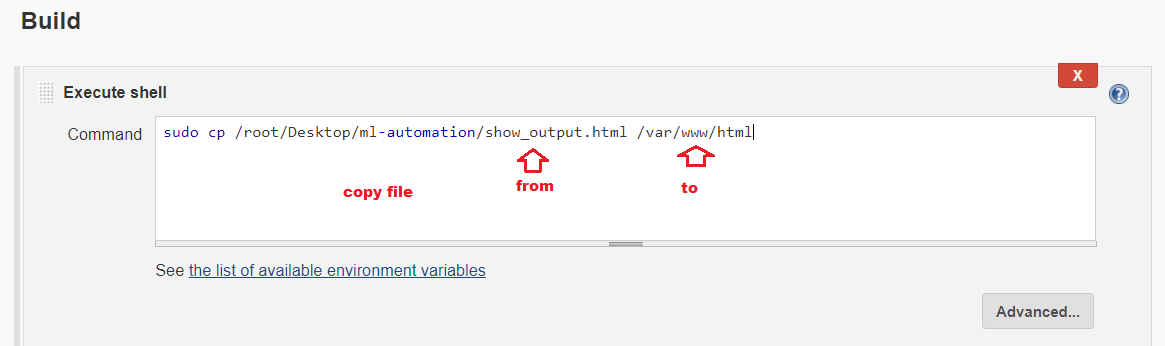 Build
X
Execute shell
Command
sudo cp /root/Desktop/ml-automation/show_output.html /var/www/html
from
to
copy file
See the list of available environment variables
Advanced...